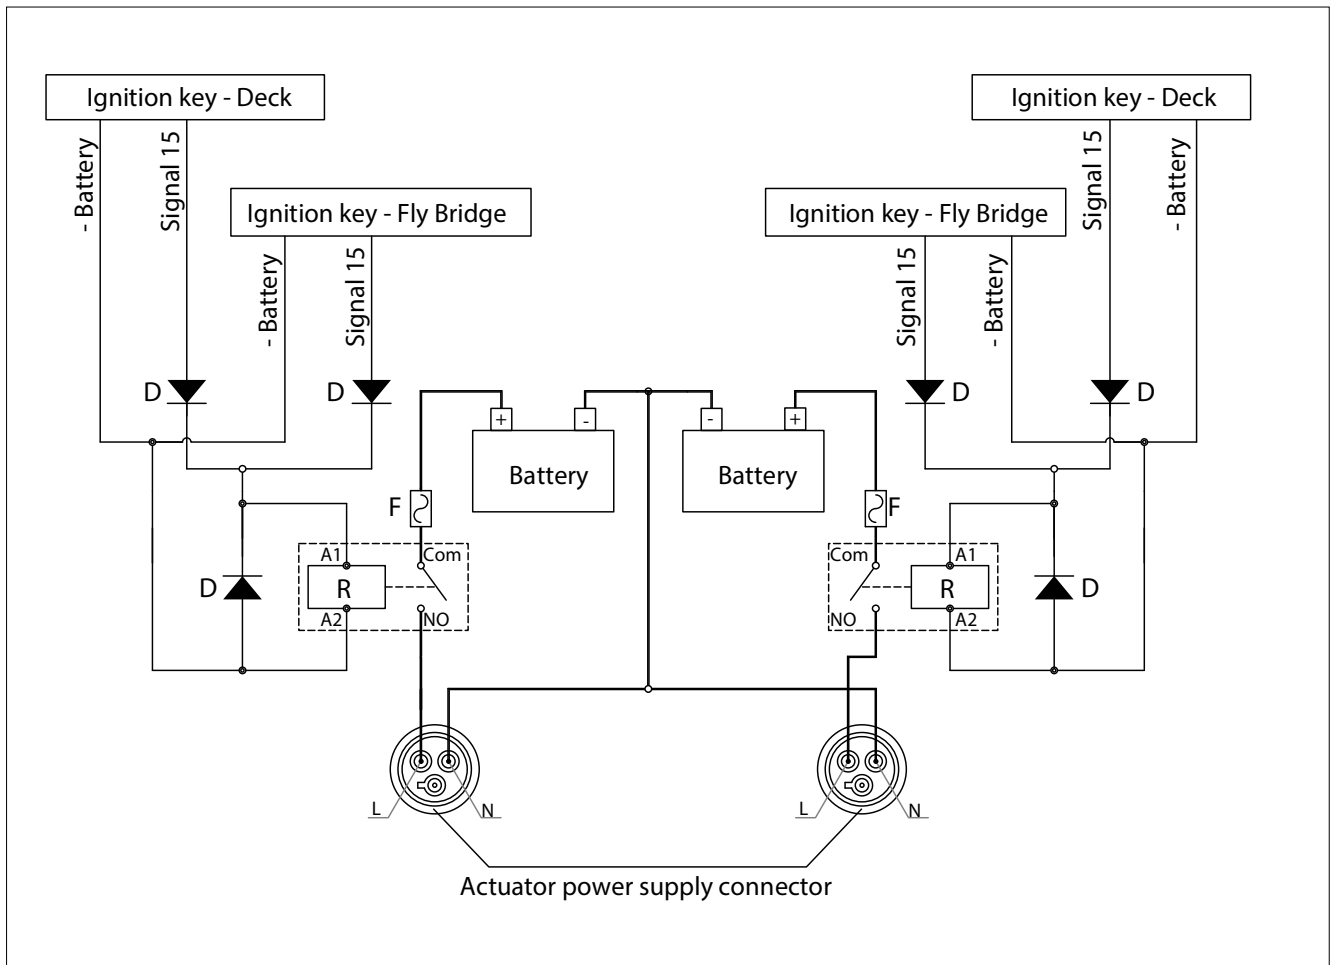 Ignition key - Deck
Ignition key - Deck
- Battery
Signal 15
Signal 15
- Battery
Ignition key - Fly Bridge
Ignition key - Fly Bridge
- Battery
Signal 15
Signal 15
- Battery
D
D
D
D
+
-
-
+
Battery
Battery
F
F
A1
Com
Com
A1
D
R
R
D
A2
NO
NO
A2
L
N
L
N
Actuator power supply connector